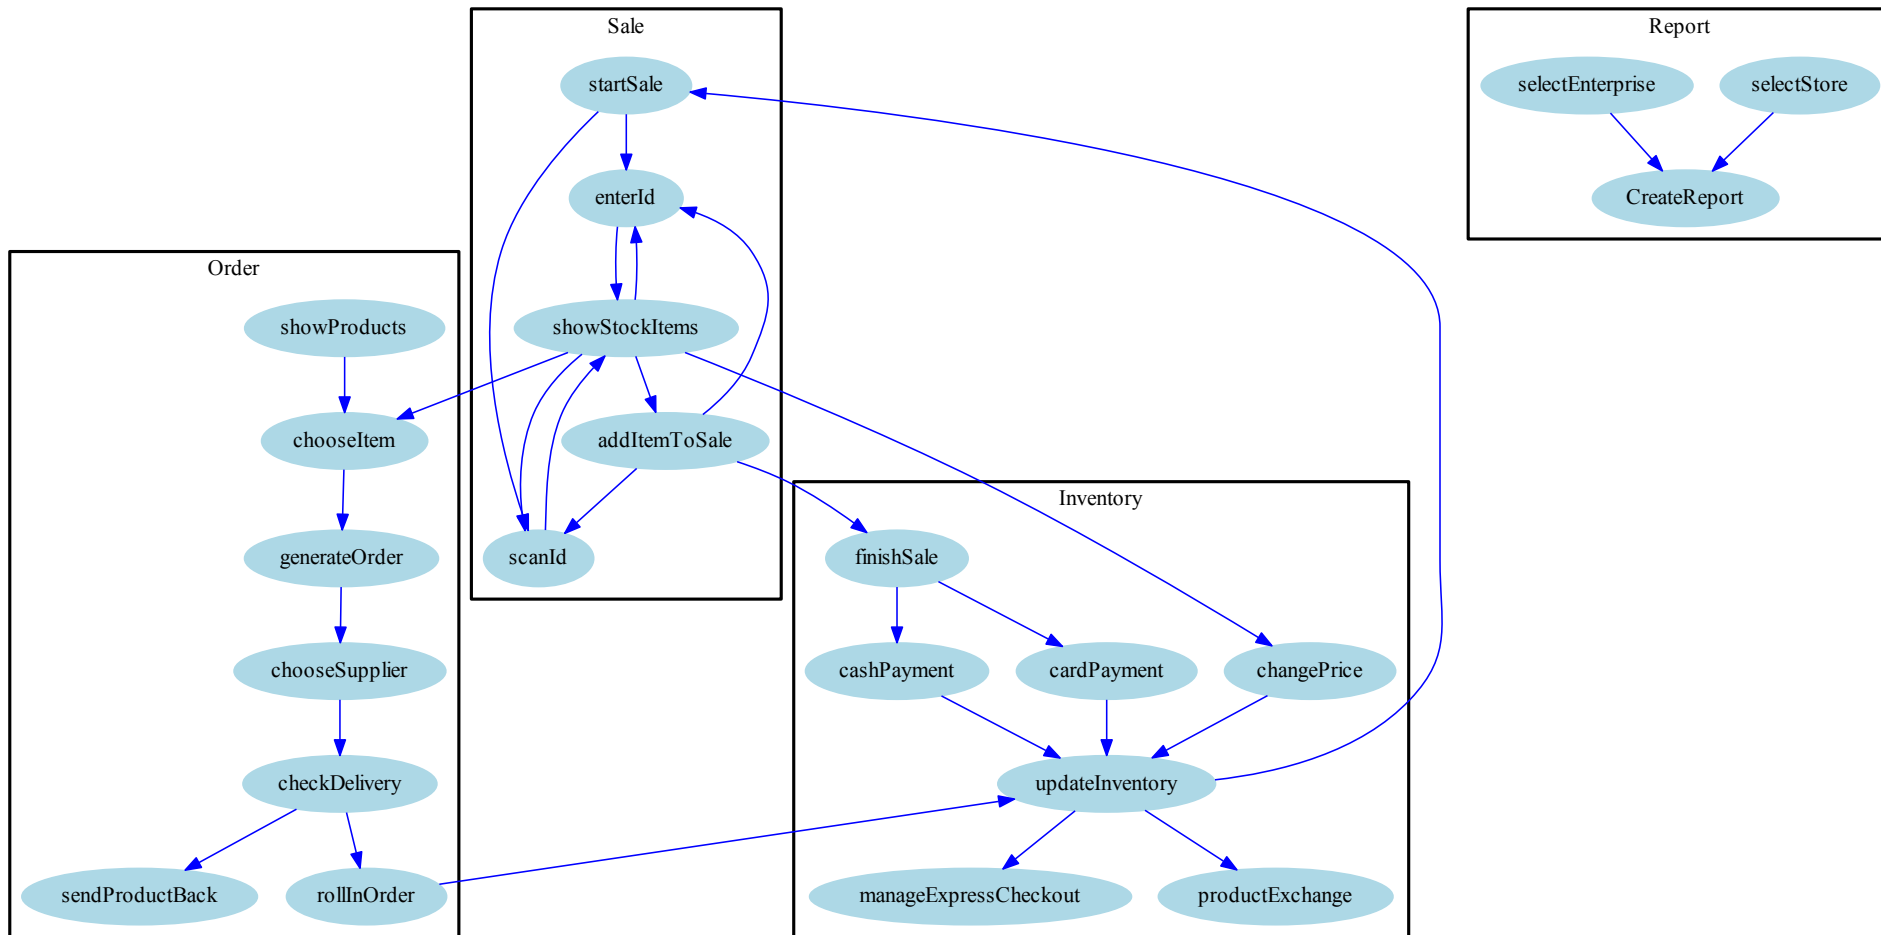 Sale
startSale
enterId
showStockItems
addItemToSale
scanId
Report
selectEnterprise
selectStore
CreateReport
Order
showProducts
chooseItem
generateOrder
chooseSupplier
checkDelivery
sendProductBack
rollInOrder
Inventory
finishSale
cashPayment
cardPayment
changePrice
updateInventory
manageExpressCheckout
productExchange